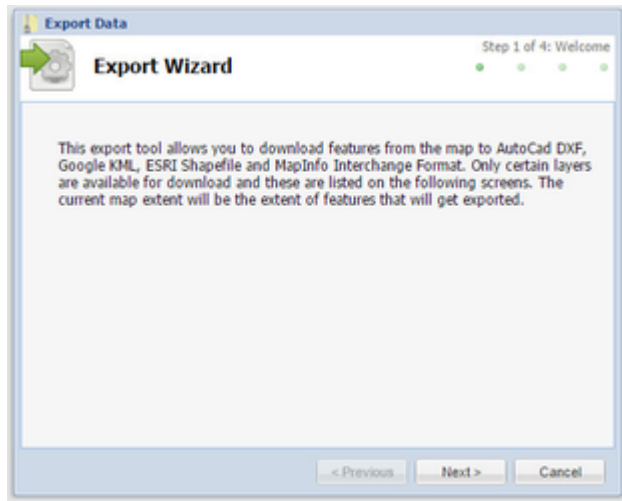 Export Data
Step 1 of 4: Welcome
Export Wizard
This export tool allows you to download features from the map to AutoCad DXF,
Google KML, ESRI Shapefile and MapInfo Interchange Format. Only certain layers
are available for download and these are listed on the following screens. The
current map extent will be the extent of features that will get exported.
< Previous Next > Cancel